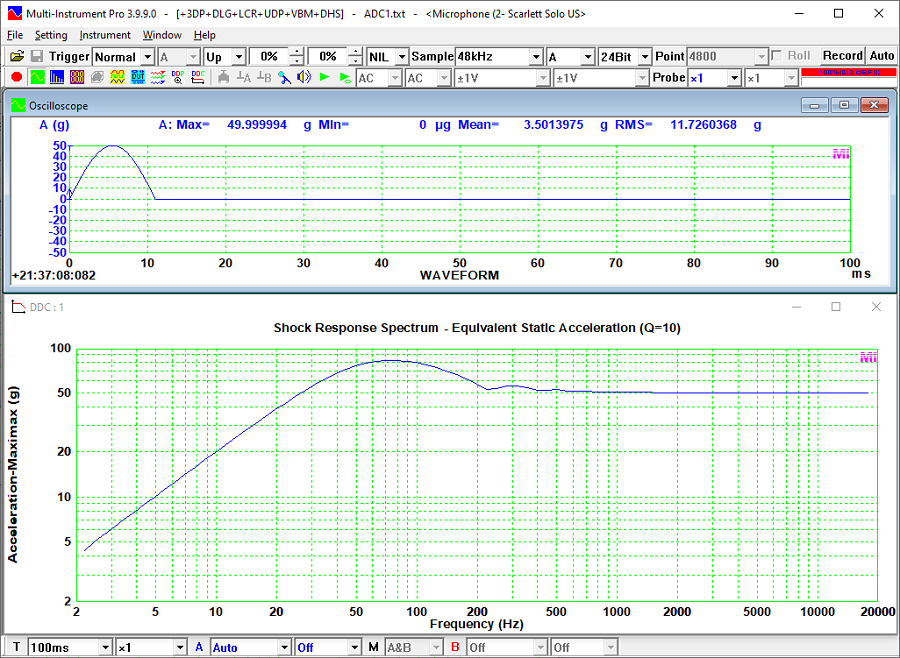 Multi-Instrument Pro 3.9.9.0 - [+3DP+DLG+LCR+UDP+VBM+DHS] - ADC1.txt - <Microphone (2- Scarlett Solo US>
File Setting Instrument Window Help
Trigger Normal A Up 0% 0% NIL Sample 48kHz A 24Bit Point 4800 Roll Record Auto
AC AC ±1V ±1V Probe ×1 ×1
Oscilloscope
A (g) A: Max= 49.999994 g Min= 0 µg Mean= 3.5013975 g RMS= 11.7260368 g
50
40
30
20
10
0
-10
-20
-30
-40
-50
Mi
0 10 20 30 40 50 60 70 80 90 100
+21:37:08:082 WAVEFORM ms
DDC: 1
Shock Response Spectrum - Equivalent Static Acceleration (Q=10)
Mi
Acceleration-Maximax (g)
100
50
20
10
5
2
2 5 10 20 50 100 200 500 1000 2000 5000 10000 20000
Frequency (Hz)
T 100ms ×1 A Auto Off M A&B B Off Off